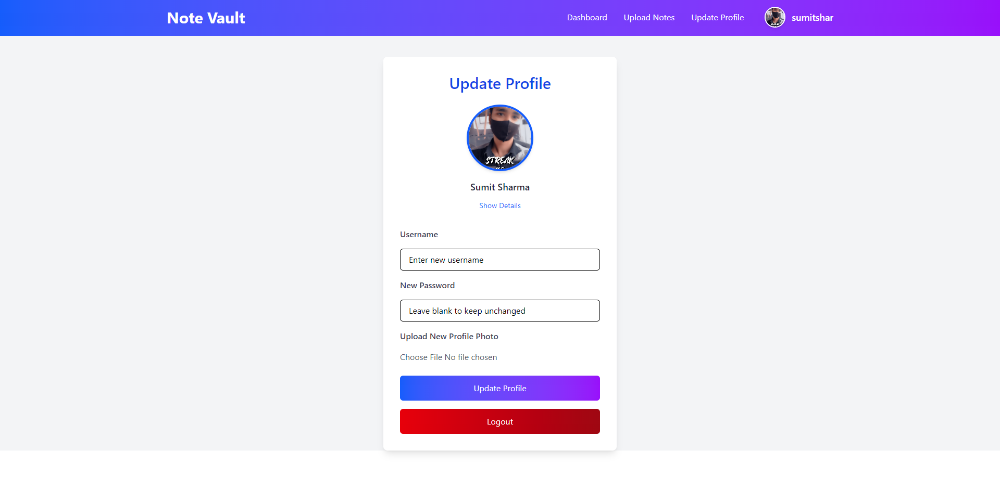 Note Vault
Dashboard
Upload Notes
Update Profile
sumitshar
Update Profile
STREAK
Sumit Sharma
Show Details
Username
Enter new username
New Password
Leave blank to keep unchanged
Upload New Profile Photo
Choose File No file chosen
Update Profile
Logout